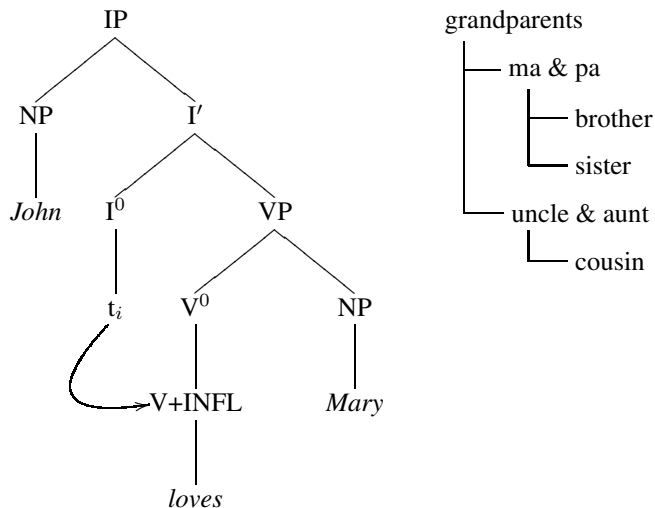 IP
NP I′
John I⁰ VP
tᵢ V⁰ NP
V+INFL Mary
loves
grandparents
ma & pa
brother
sister
uncle & aunt
cousin